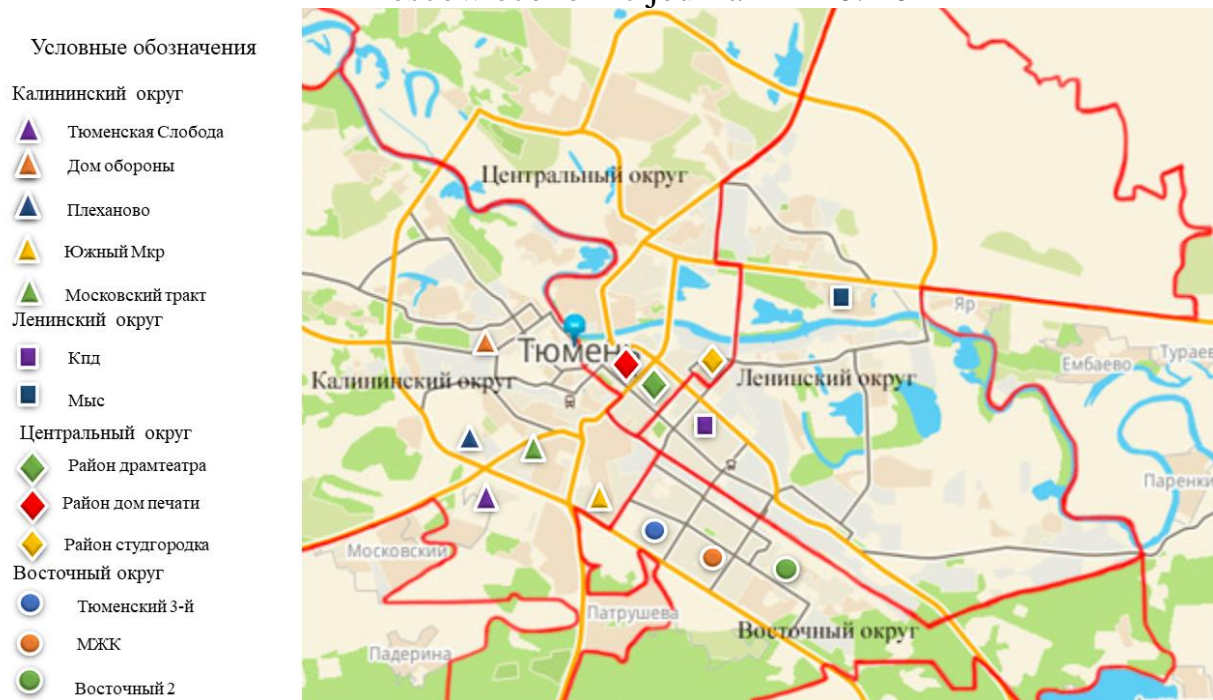 Условные обозначения
Калининский округ
Тюменская Слобода
Дом обороны
Плеханово
Южный Мкр
Московский тракт
Ленинский округ
Кпд
Мыс
Центральный округ
Район драмтеатра
Район дом печати
Район студгородка
Восточный округ
Тюменский 3-й
МЖК
Восточный 2
Центральный округ
Тюмень
Калининский округ
Ленинский округ
Яр
Ембаево
Тураев
Паренки
Московский
Патрушева
Падерина
Восточный округ